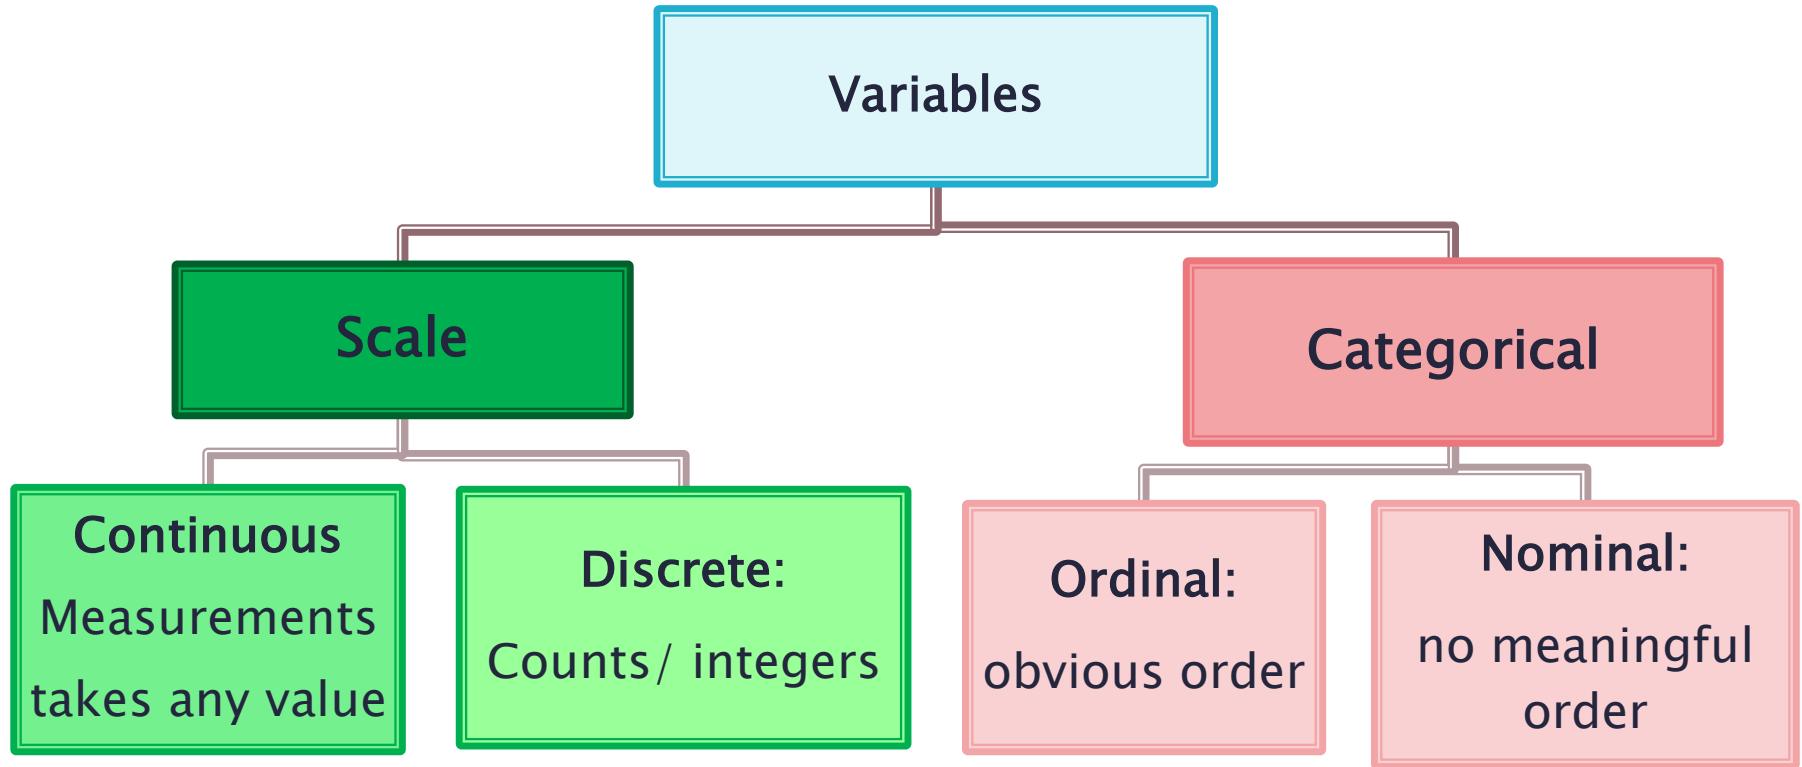 Variables
Scale
Categorical
Continuous
Measurements
takes any value
Discrete:
Counts/ integers
Ordinal:
obvious order
Nominal:
no meaningful
order